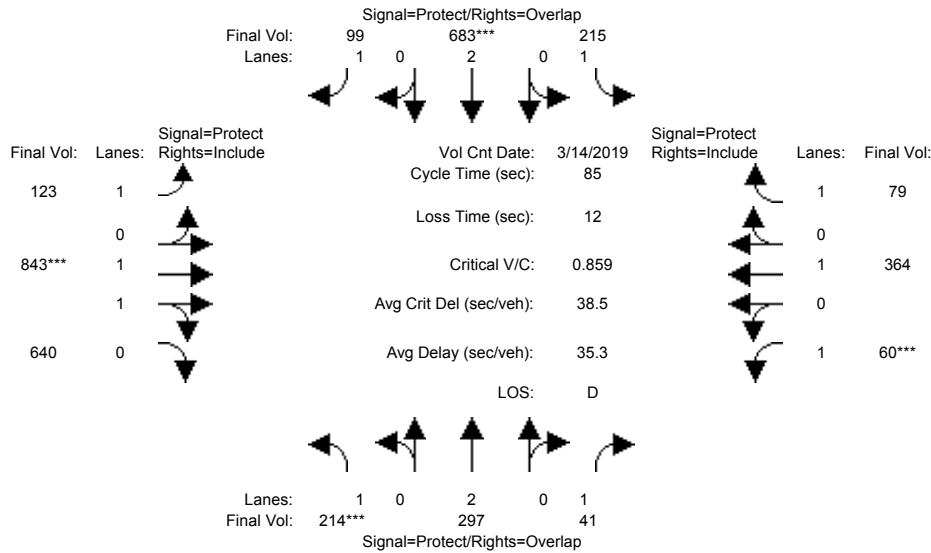 Signal=Protect/Rights=Overlap
Final Vol: 99 683*** 215
Lanes: 1 0 2 0 1
Signal=Protect Signal=Protect
Final Vol: Lanes: Rights=Include Vol Cnt Date: 3/14/2019 Rights=Include Lanes: Final Vol:
Cycle Time (sec): 85
123 1 1 79
Loss Time (sec): 12
0 0
843*** 1 Critical V/C: 0.859 1 364
1 Avg Crit Del (sec/veh): 38.5 0
640 0 Avg Delay (sec/veh): 35.3 1 60***
LOS: D
Lanes: 1 0 2 0 1
Final Vol: 214*** 297 41
Signal=Protect/Rights=Overlap